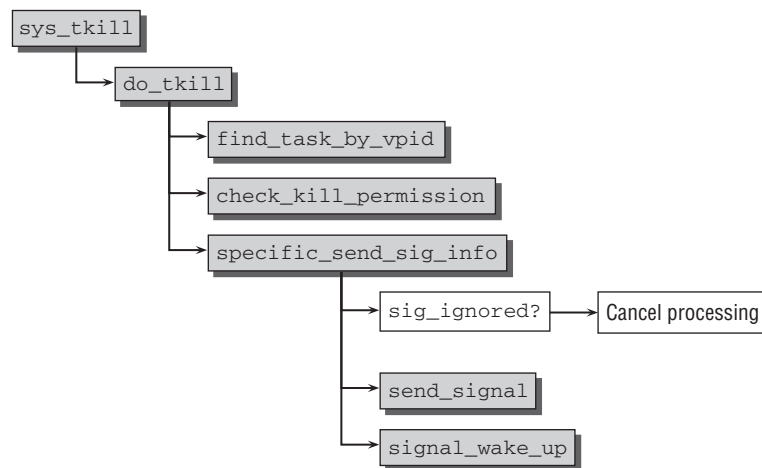 sys_tkill
do_tkill
find_task_by_vpid
check_kill_permission
specific_send_sig_info
sig_ignored?
Cancel processing
send_signal
signal_wake_up